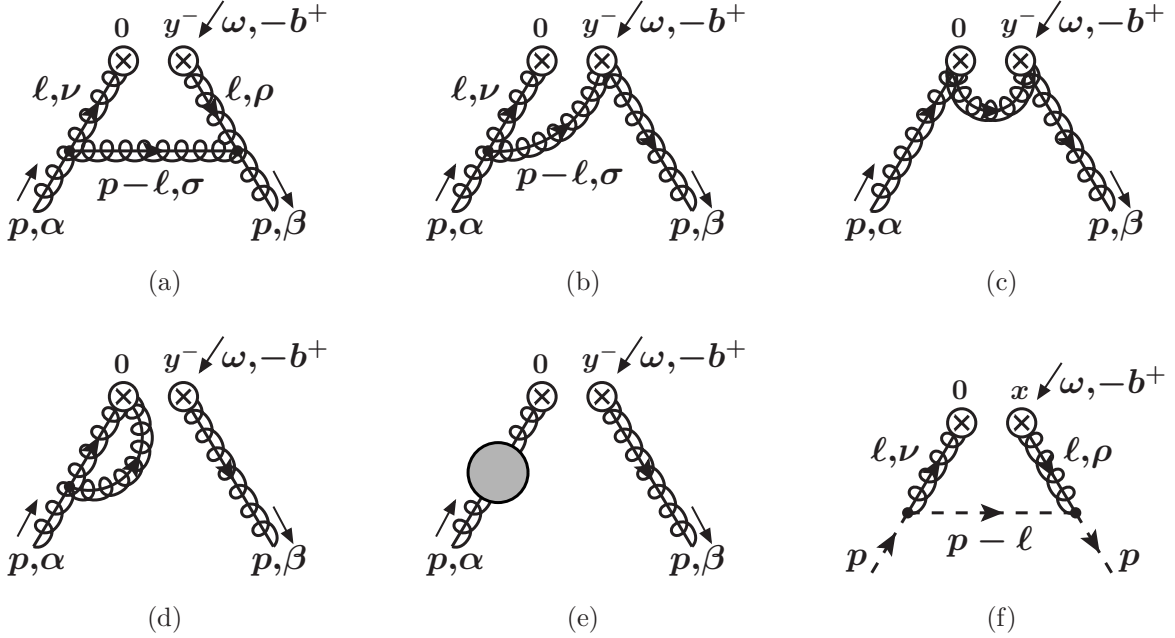 0 y⁻ ω,−b⁺
ℓ,ν ℓ,ρ
p−ℓ,σ
p,α p,β
(a)
0 y⁻ ω,−b⁺
ℓ,ν
p−ℓ,σ
p,α p,β
(b)
0 y⁻ ω,−b⁺
p,α p,β
(c)
0 y⁻ ω,−b⁺
p,α p,β
(d)
0 y⁻ ω,−b⁺
p,α p,β
(e)
0 x ω,−b⁺
ℓ,ν ℓ,ρ
p − ℓ
p p
(f)